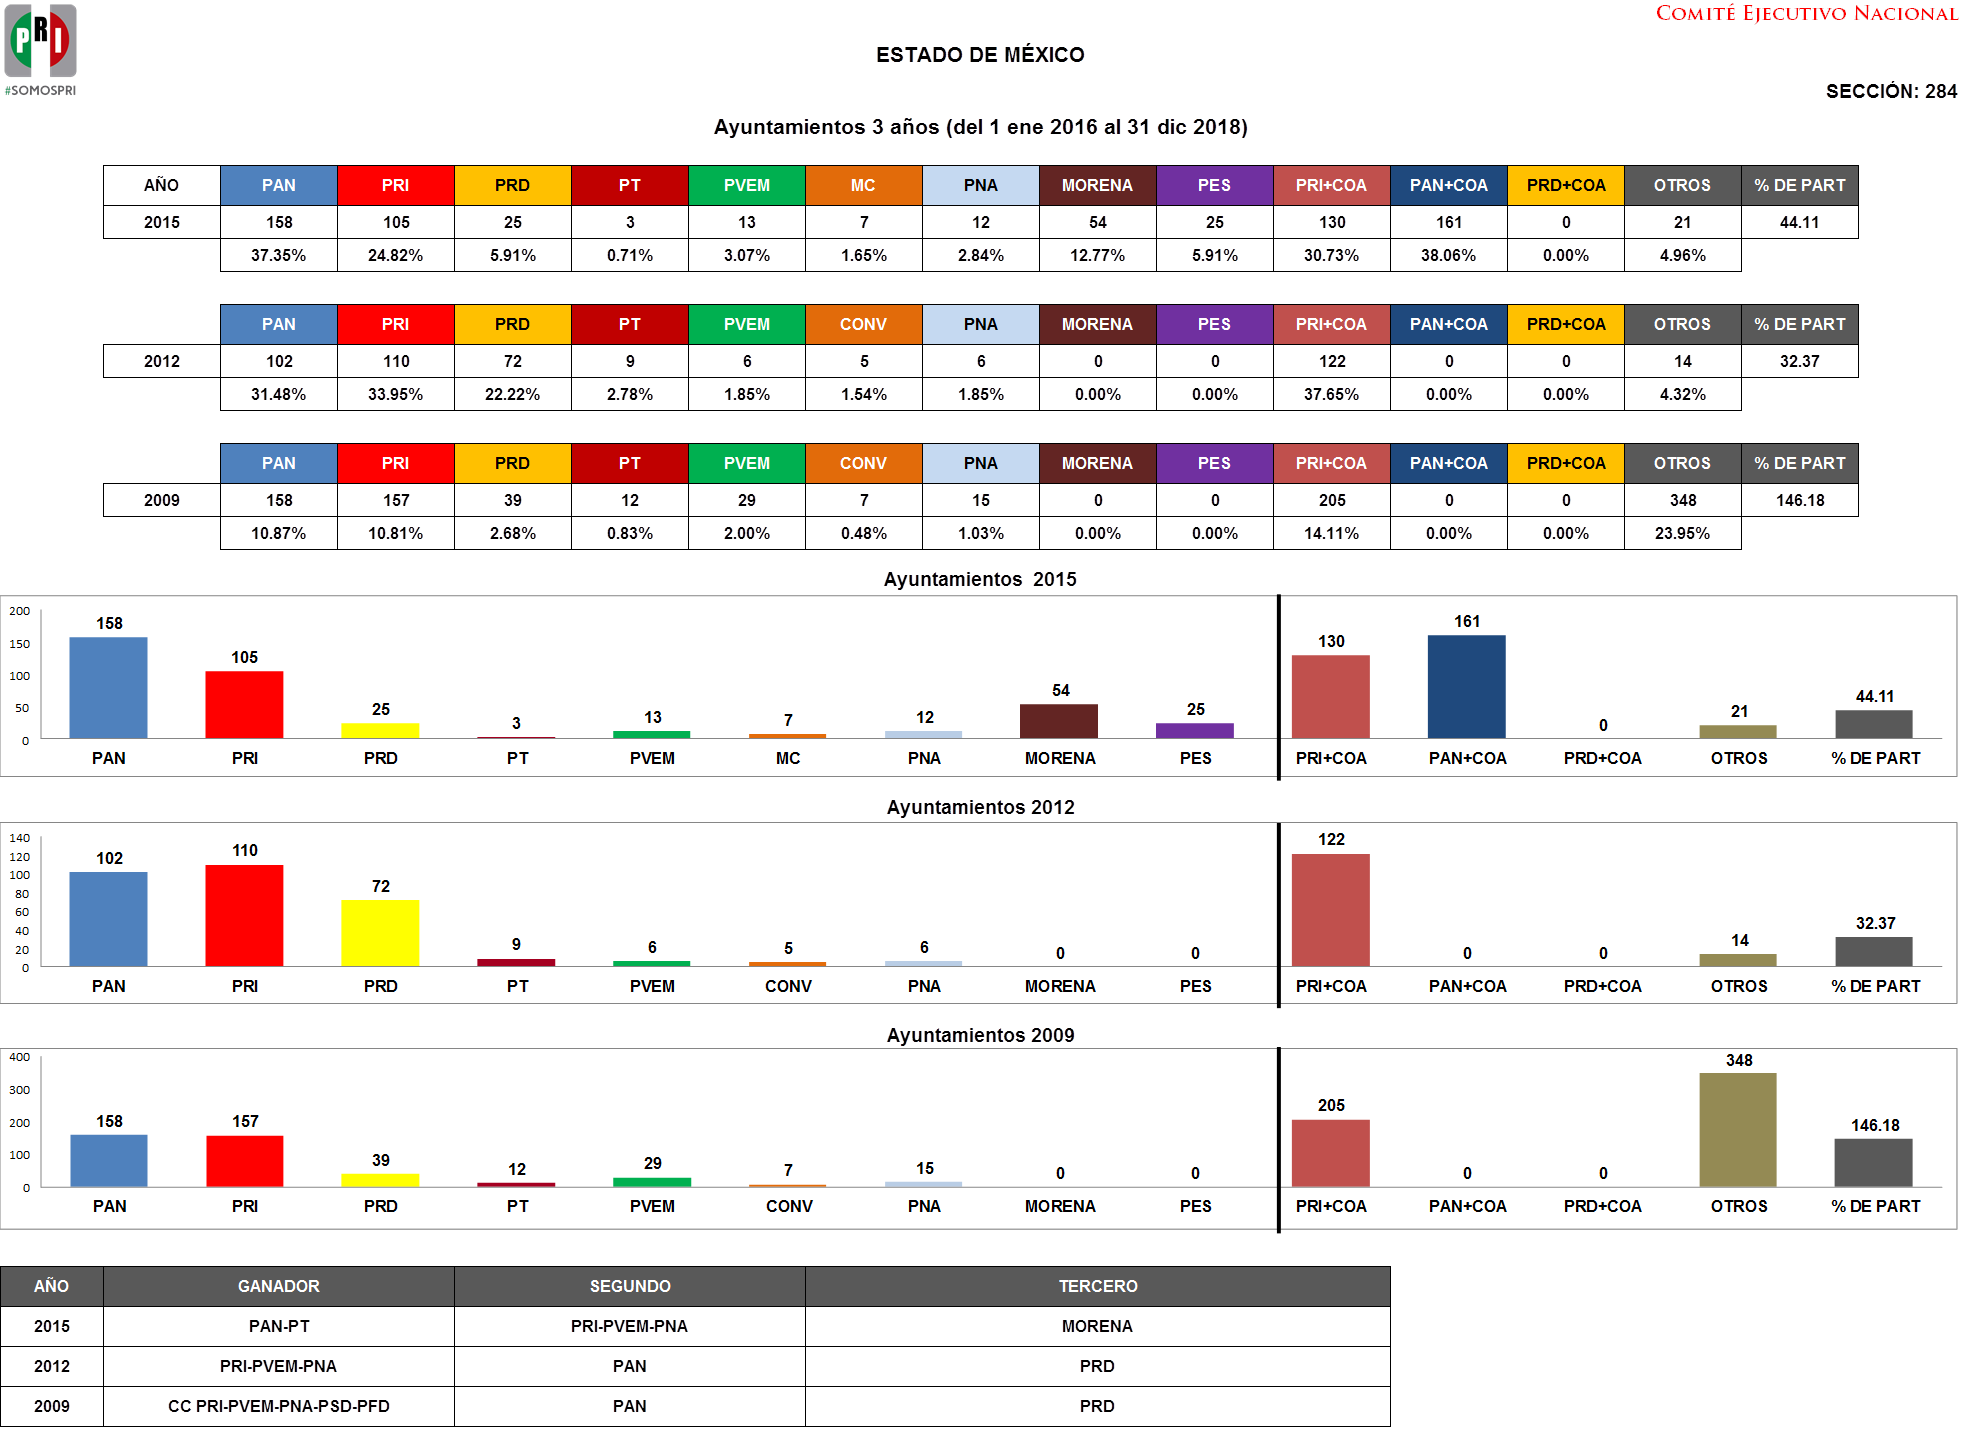 PRI
#SOMOSPRI
COMITÉ EJECUTIVO NACIONAL
ESTADO DE MÉXICO
SECCIÓN: 284
Ayuntamientos 3 años (del 1 ene 2016 al 31 dic 2018)
AÑO PAN PRI PRD PT PVEM MC PNA MORENA PES PRI+COA PAN+COA PRD+COA OTROS % DE PART
2015 158 105 25 3 13 7 12 54 25 130 161 0 21 44.11
37.35% 24.82% 5.91% 0.71% 3.07% 1.65% 2.84% 12.77% 5.91% 30.73% 38.06% 0.00% 4.96%
PAN PRI PRD PT PVEM CONV PNA MORENA PES PRI+COA PAN+COA PRD+COA OTROS % DE PART
2012 102 110 72 9 6 5 6 0 0 122 0 0 14 32.37
31.48% 33.95% 22.22% 2.78% 1.85% 1.54% 1.85% 0.00% 0.00% 37.65% 0.00% 0.00% 4.32%
PAN PRI PRD PT PVEM CONV PNA MORENA PES PRI+COA PAN+COA PRD+COA OTROS % DE PART
2009 158 157 39 12 29 7 15 0 0 205 0 0 348 146.18
10.87% 10.81% 2.68% 0.83% 2.00% 0.48% 1.03% 0.00% 0.00% 14.11% 0.00% 0.00% 23.95%
Ayuntamientos 2015
200
150
100
50
0
158 105 25 3 13 7 12 54 25 130 161 0 21 44.11
PAN PRI PRD PT PVEM MC PNA MORENA PES PRI+COA PAN+COA PRD+COA OTROS % DE PART
Ayuntamientos 2012
140
120
100
80
60
40
20
0
102 110 72 9 6 5 6 0 0 122 0 0 14 32.37
PAN PRI PRD PT PVEM CONV PNA MORENA PES PRI+COA PAN+COA PRD+COA OTROS % DE PART
Ayuntamientos 2009
400
300
200
100
0
158 157 39 12 29 7 15 0 0 205 0 0 348 146.18
PAN PRI PRD PT PVEM CONV PNA MORENA PES PRI+COA PAN+COA PRD+COA OTROS % DE PART
AÑO GANADOR SEGUNDO TERCERO
2015 PAN-PT PRI-PVEM-PNA MORENA
2012 PRI-PVEM-PNA PAN PRD
2009 CC PRI-PVEM-PNA-PSD-PFD PAN PRD